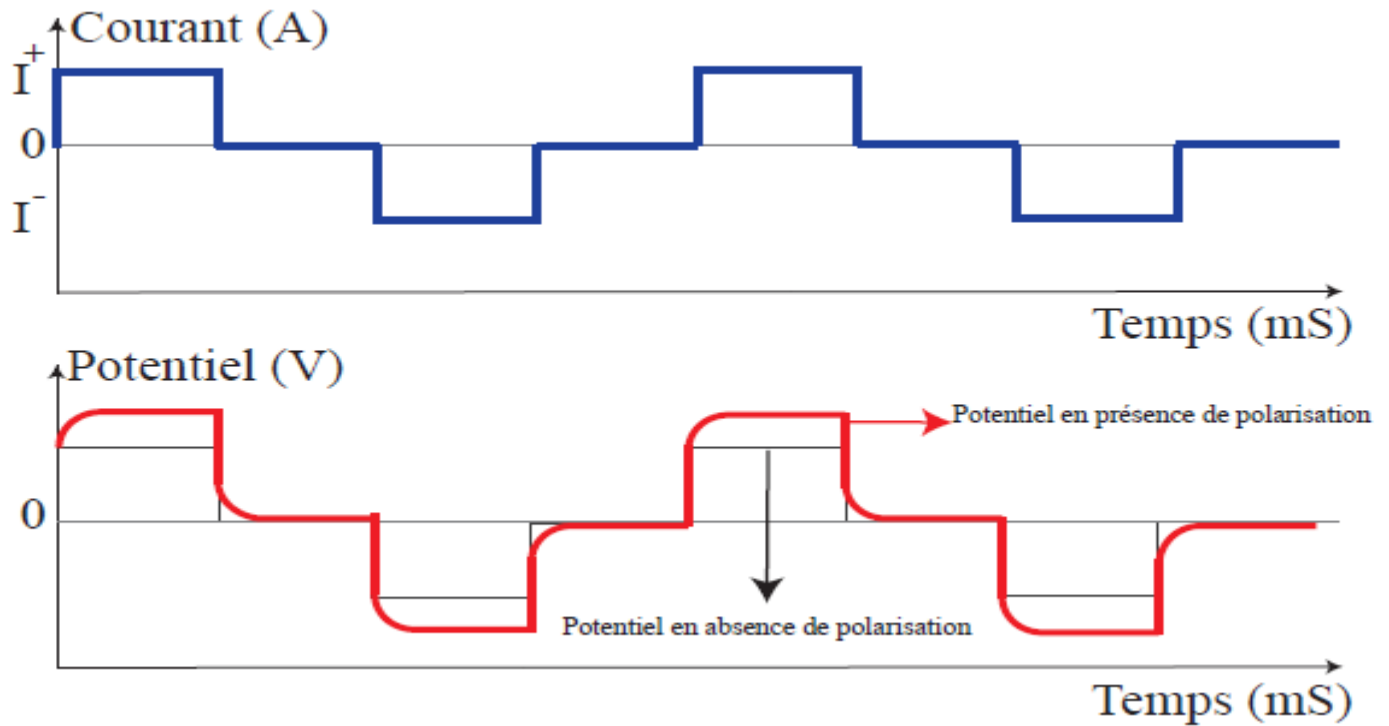 Courant (A)
I+
0
I-
Temps (mS)
Potentiel (V)
Potentiel en présence de polarisation
0
Potentiel en absence de polarisation
Temps (mS)